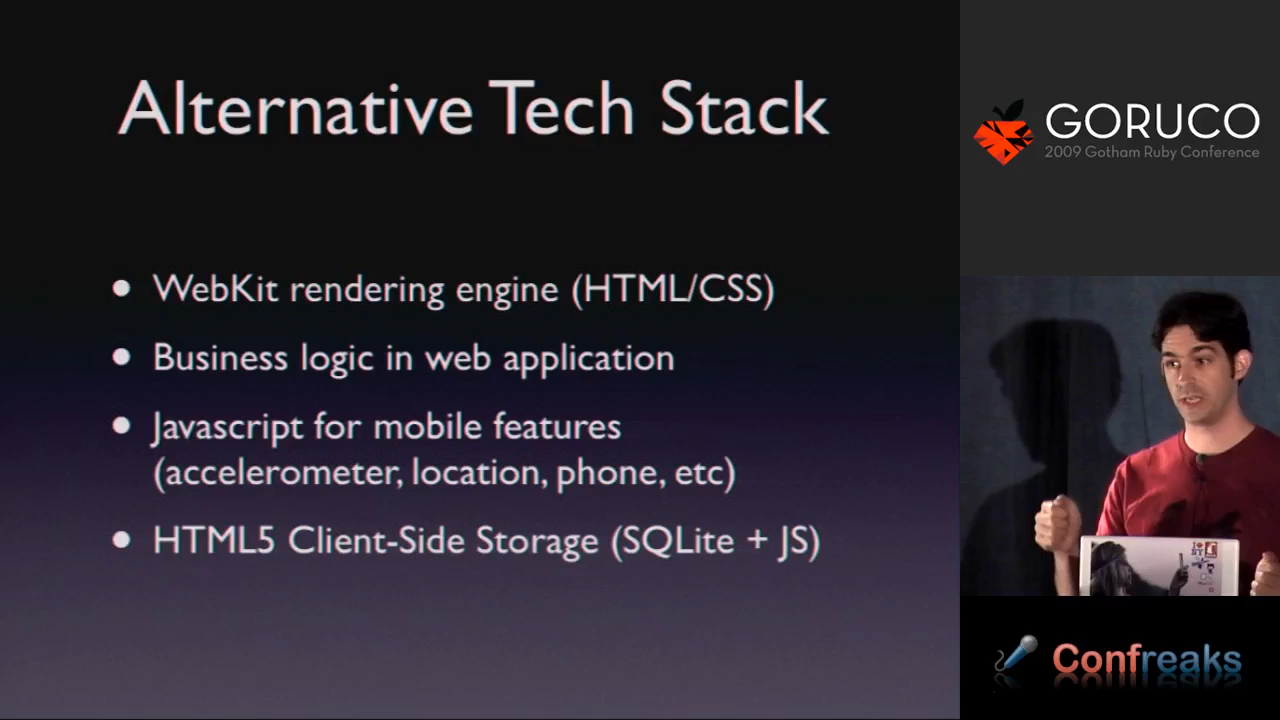 Alternative Tech Stack
• WebKit rendering engine (HTML/CSS)
• Business logic in web application
• Javascript for mobile features
(accelerometer, location, phone, etc)
• HTML5 Client-Side Storage (SQLite + JS)
GORUCO
2009 Gotham Ruby Conference
I ♥
NY
Confreaks